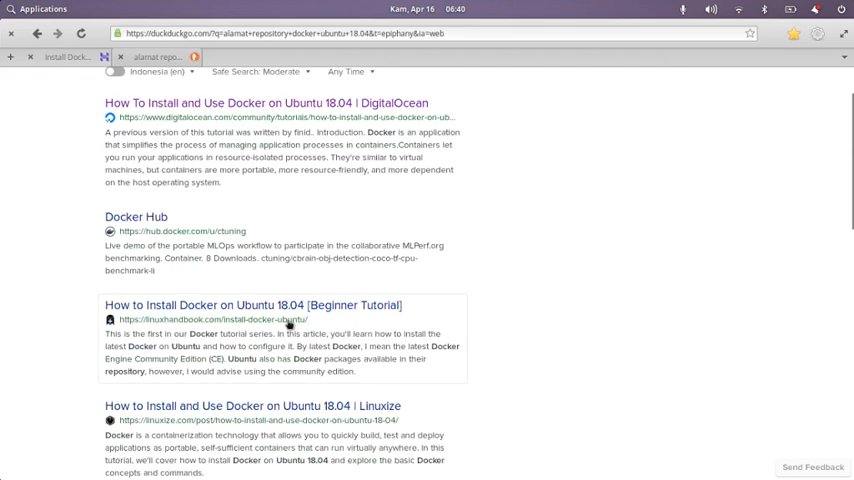 Applications
Kam, Apr 16 06:40
https://duckduckgo.com/?q=alamat+repository+docker+ubuntu+18.04&t=epiphany&ia=web
Install Dock...
alamat repo...
Indonesia (en)
Safe Search: Moderate
Any Time
How To Install and Use Docker on Ubuntu 18.04 | DigitalOcean
https://www.digitalocean.com/community/tutorials/how-to-install-and-use-docker-on-ub...
A previous version of this tutorial was written by finid.. Introduction. Docker is an application
that simplifies the process of managing application processes in containers.Containers let
you run your applications in resource-isolated processes. They're similar to virtual
machines, but containers are more portable, more resource-friendly, and more dependent
on the host operating system.
Docker Hub
https://hub.docker.com/u/ctuning
Live demo of the portable MLOps workflow to participate in the collaborative MLPerf.org
benchmarking. Container. 8 Downloads. ctuning/cbrain-obj-detection-coco-tf-cpu-
benchmark-li
How to Install Docker on Ubuntu 18.04 [Beginner Tutorial]
https://linuxhandbook.com/install-docker-ubuntu/
This is the first in our Docker tutorial series. In this article, you'll learn how to install the
latest Docker on Ubuntu and how to configure it. By latest Docker, I mean the latest Docker
Engine Community Edition (CE). Ubuntu also has Docker packages available in their
repository, however, I would advise using the community edition.
How to Install and Use Docker on Ubuntu 18.04 | Linuxize
https://linuxize.com/post/how-to-install-and-use-docker-on-ubuntu-18-04/
Docker is a containerization technology that allows you to quickly build, test and deploy
applications as portable, self-sufficient containers that can run virtually anywhere. In this
tutorial, we'll cover how to install Docker on Ubuntu 18.04 and explore the basic Docker
concepts and commands.
Send Feedback